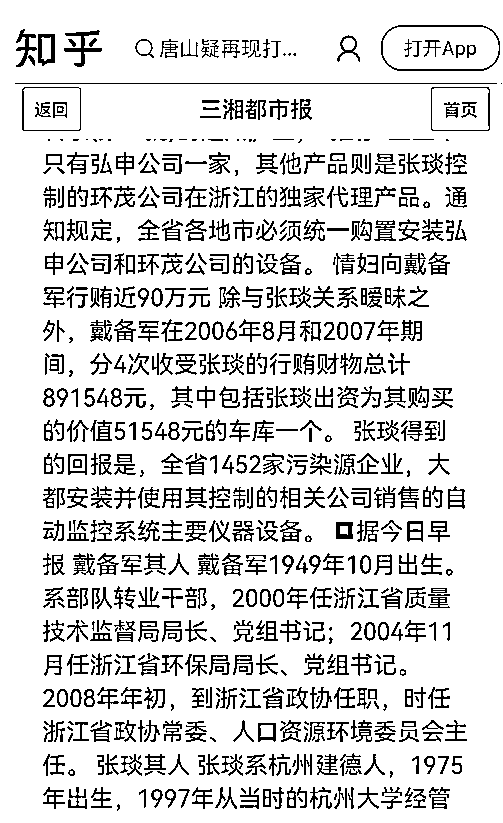 知乎 唐山疑再现打... 打开App
返回 三湘都市报 首页
只有弘申公司一家，其他产品则是张琰控
制的环茂公司在浙江的独家代理产品。通
知规定，全省各地市必须统一购置安装弘
申公司和环茂公司的设备。 情妇向戴备
军行贿近90万元 除与张琰关系暧昧之
外，戴备军在2006年8月和2007年期
间，分4次收受张琰的行贿财物总计
891548元，其中包括张琰出资为其购买
的价值51548元的车库一个。 张琰得到
的回报是，全省1452家污染源企业，大
都安装并使用其控制的相关公司销售的自
动监控系统主要仪器设备。 ◘据今日早
报 戴备军其人 戴备军1949年10月出生。
系部队转业干部，2000年任浙江省质量
技术监督局局长、党组书记；2004年11
月任浙江省环保局局长、党组书记。
2008年年初，到浙江省政协任职，时任
浙江省政协常委、人口资源环境委员会主
任。 张琰其人 张琰系杭州建德人，1975
年出生，1997年从当时的杭州大学经管